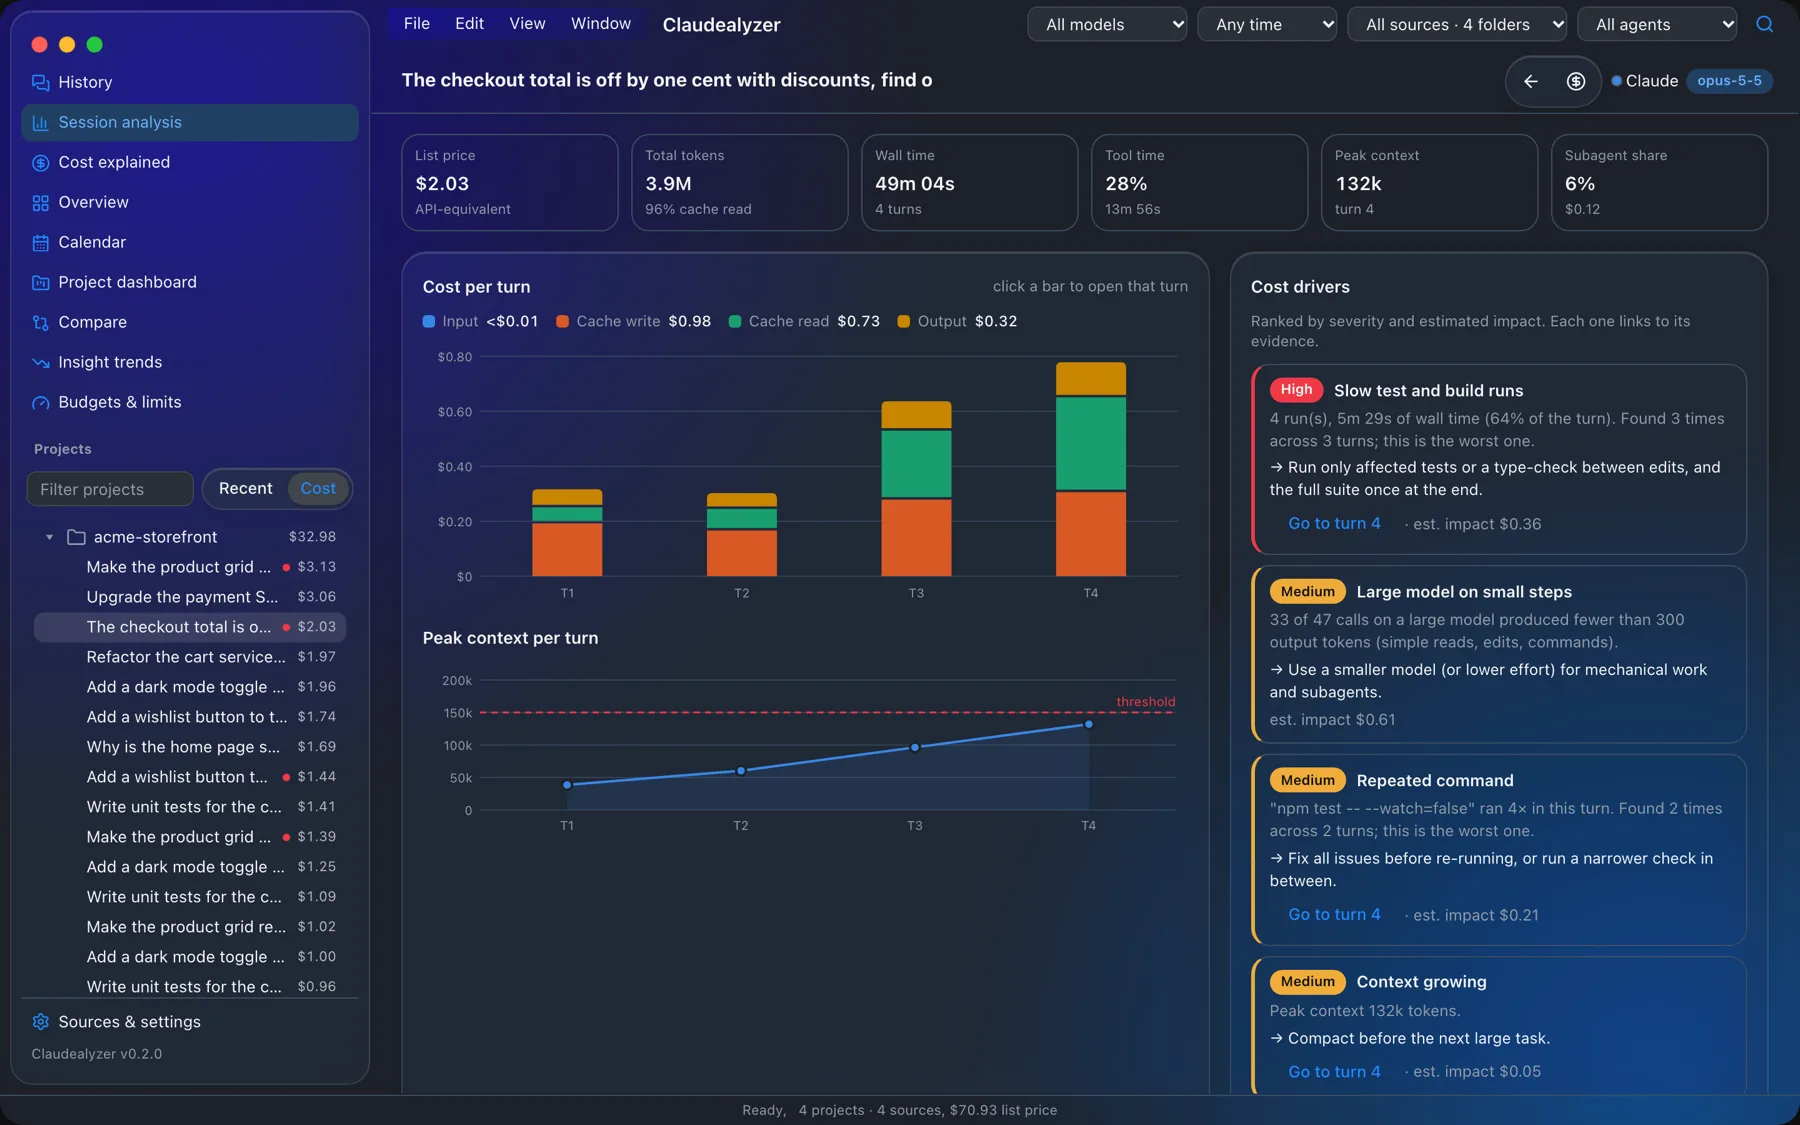 File Edit View Window Claudealyzer
All models Any time All sources · 4 folders All agents
History
Session analysis
Cost explained
Overview
Calendar
Project dashboard
Compare
Insight trends
Budgets & limits
Projects
Filter projects Recent Cost
acme-storefront $32.98
Make the product grid ... $3.13
Upgrade the payment S... $3.06
The checkout total is o... $2.03
Refactor the cart service... $1.97
Add a dark mode toggle ... $1.96
Add a wishlist button to t... $1.74
Why is the home page s... $1.69
Add a wishlist button t... $1.44
Write unit tests for the c... $1.41
Make the product grid ... $1.39
Add a dark mode toggle ... $1.25
Write unit tests for the c... $1.09
Make the product grid re... $1.02
Add a dark mode toggle ... $1.00
Write unit tests for the c... $0.96
Sources & settings
Claudealyzer v0.2.0
The checkout total is off by one cent with discounts, find o
Claude opus-5-5
List price
$2.03
API-equivalent
Total tokens
3.9M
96% cache read
Wall time
49m 04s
4 turns
Tool time
28%
13m 56s
Peak context
132k
turn 4
Subagent share
6%
$0.12
Cost per turn click a bar to open that turn
Input <$0.01 Cache write $0.98 Cache read $0.73 Output $0.32
$0.80
$0.60
$0.40
$0.20
$0
T1 T2 T3 T4
Peak context per turn
200k
threshold
150k
100k
50k
0
T1 T2 T3 T4
Cost drivers
Ranked by severity and estimated impact. Each one links to its
evidence.
High Slow test and build runs
4 run(s), 5m 29s of wall time (64% of the turn). Found 3 times
across 3 turns; this is the worst one.
→ Run only affected tests or a type-check between edits, and
the full suite once at the end.
Go to turn 4 · est. impact $0.36
Medium Large model on small steps
33 of 47 calls on a large model produced fewer than 300
output tokens (simple reads, edits, commands).
→ Use a smaller model (or lower effort) for mechanical work
and subagents.
est. impact $0.61
Medium Repeated command
"npm test -- --watch=false" ran 4× in this turn. Found 2 times
across 2 turns; this is the worst one.
→ Fix all issues before re-running, or run a narrower check in
between.
Go to turn 4 · est. impact $0.21
Medium Context growing
Peak context 132k tokens.
→ Compact before the next large task.
Go to turn 4 · est. impact $0.05
Ready, 4 projects · 4 sources, $70.93 list price